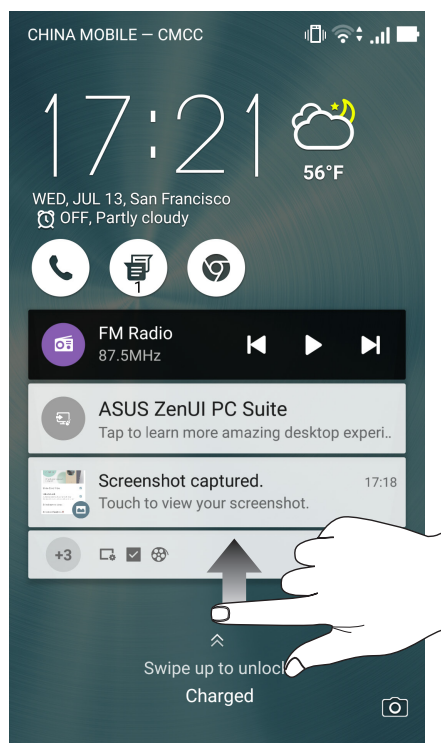 CHINA MOBILE — CMCC
17:21
56°F
WED, JUL 13, San Francisco
OFF, Partly cloudy
1
FM Radio
87.5MHz
ASUS ZenUI PC Suite
Tap to learn more amazing desktop experi..
Screenshot captured. 17:18
Touch to view your screenshot.
+3
Swipe up to unloc
Charged